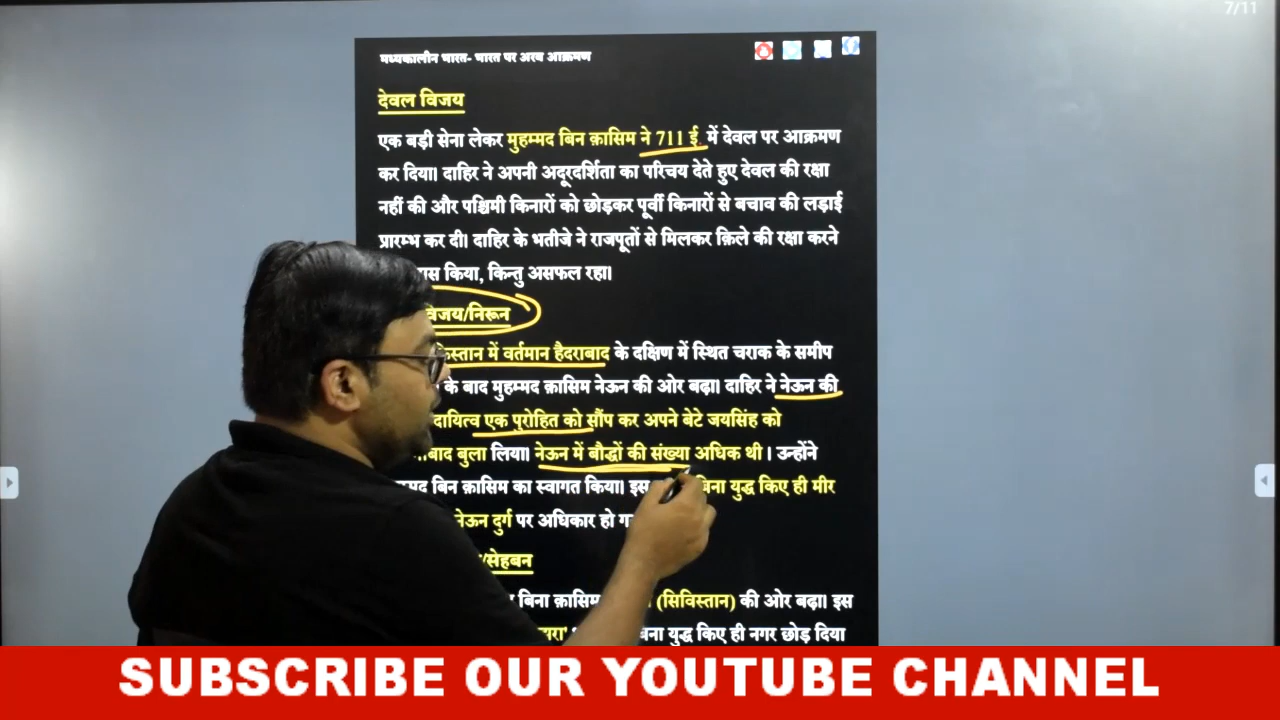 7/11
मध्यकालीन भारत- भारत पर अरब आक्रमण
देवल विजय
एक बड़ी सेना लेकर मुहम्मद बिन क़ासिम ने 711 ई. में देवल पर आक्रमण
कर दिया। दाहिर ने अपनी अदूरदर्शिता का परिचय देते हुए देवल की रक्षा
नहीं की और पश्चिमी किनारों को छोड़कर पूर्वी किनारों से बचाव की लड़ाई
प्रारम्भ कर दी। दाहिर के भतीजे ने राजपूतों से मिलकर क़िले की रक्षा करने
किया, किन्तु असफल रहा।
विजय/निरून
में वर्तमान हैदराबाद के दक्षिण में स्थित चराक के समीप
के बाद मुहम्मद क़ासिम नेऊन की ओर बढ़ा। दाहिर ने नेऊन की
दायित्व एक पुरोहित को सौंप कर अपने बेटे जयसिंह को
बुला लिया। नेऊन में बौद्धों की संख्या अधिक थी। उन्होंने
बिन क़ासिम का स्वागत किया। इस बिना युद्ध किए ही मीर
नेऊन दुर्ग पर अधिकार हो
/सेहबन
बिना क़ासिम (सिविस्तान) की ओर बढ़ा। इस
युद्ध किए ही नगर छोड़ दिया
SUBSCRIBE OUR YOUTUBE CHANNEL